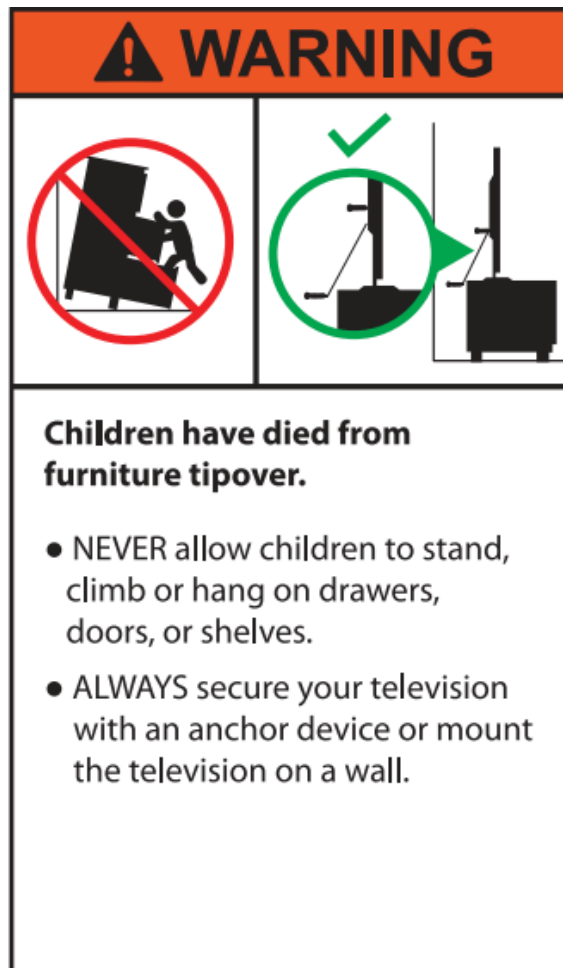 WARNING
Children have died from
furniture tipover.
● NEVER allow children to stand,
climb or hang on drawers,
doors, or shelves.
● ALWAYS secure your television
with an anchor device or mount
the television on a wall.